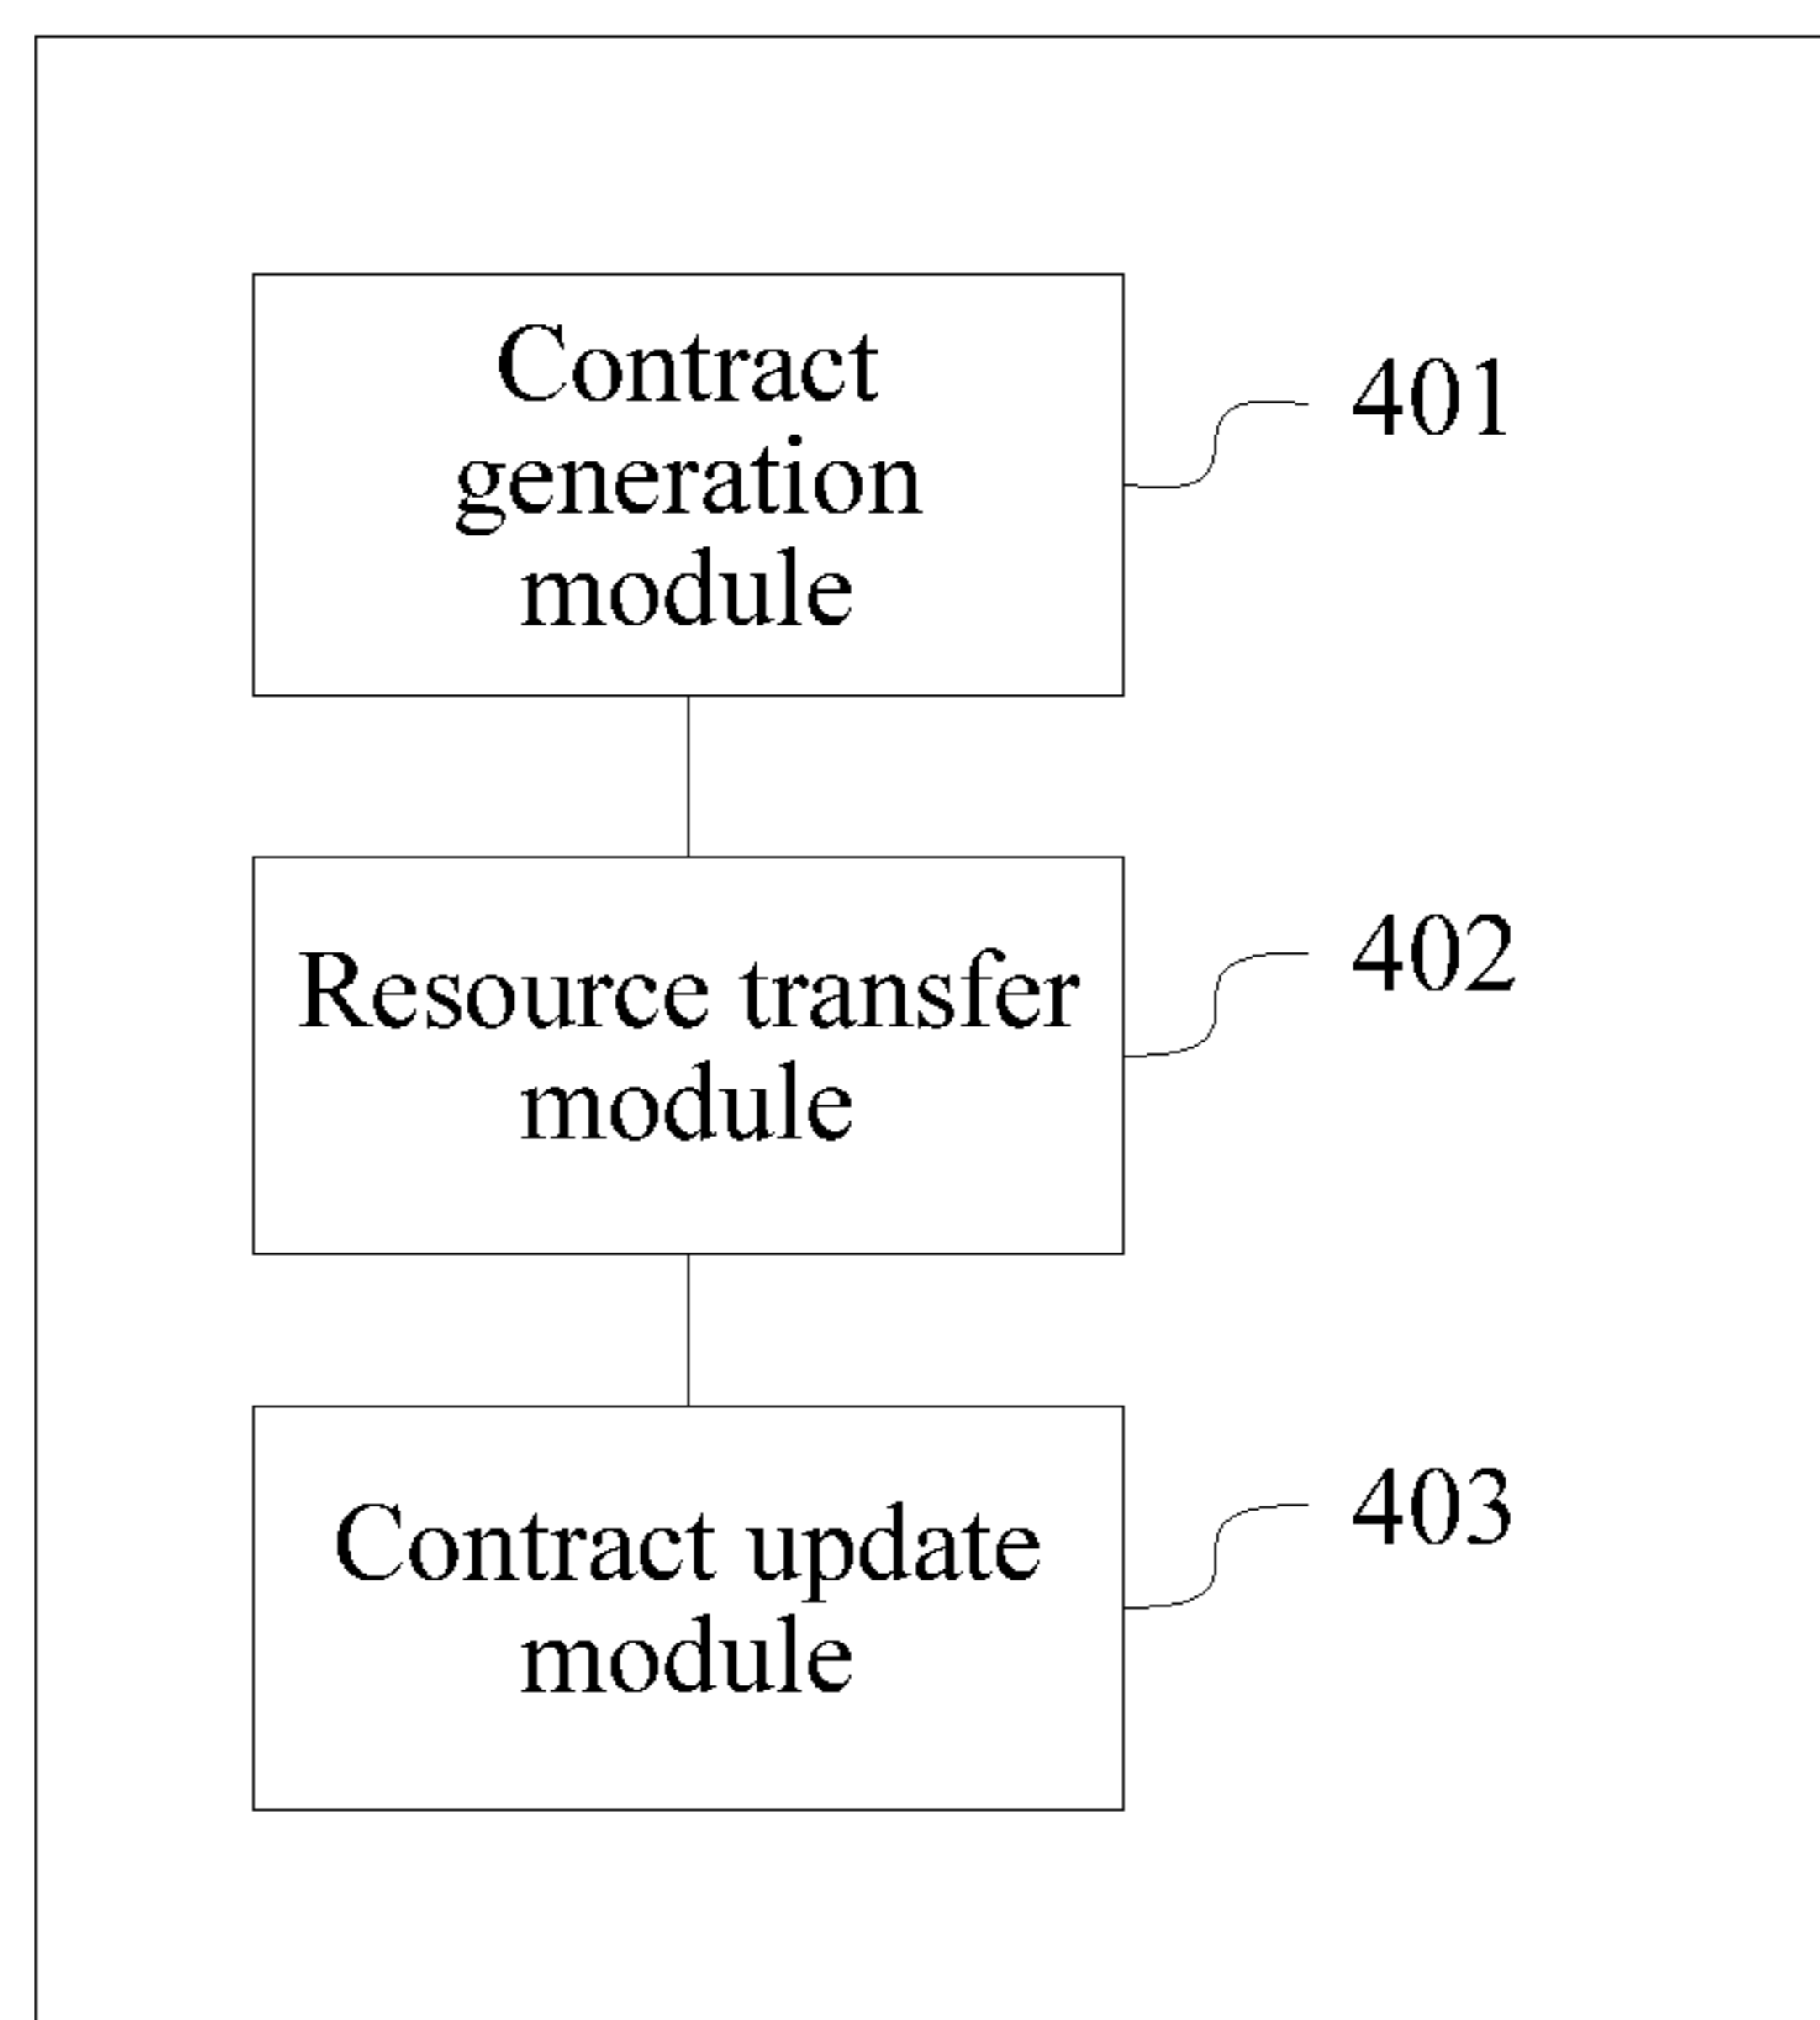 Contract
generation
module
401
Resource transfer
module
402
Contract update
module
403